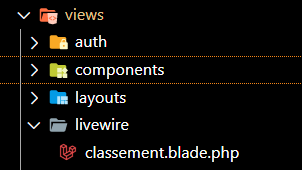 views
auth
components
layouts
livewire
classement.blade.php